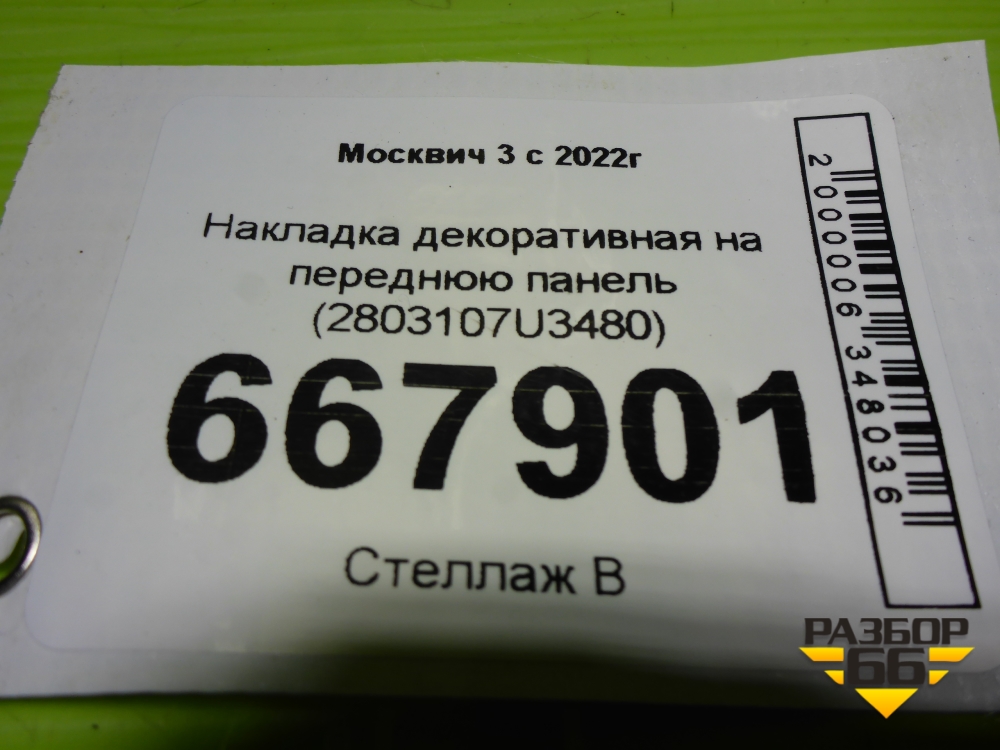 Москвич 3 с 2022г
Накладка декоративная на
переднюю панель
(2803107U3480)
667901
Стеллаж В
2000006348036
РАЗБОР
66